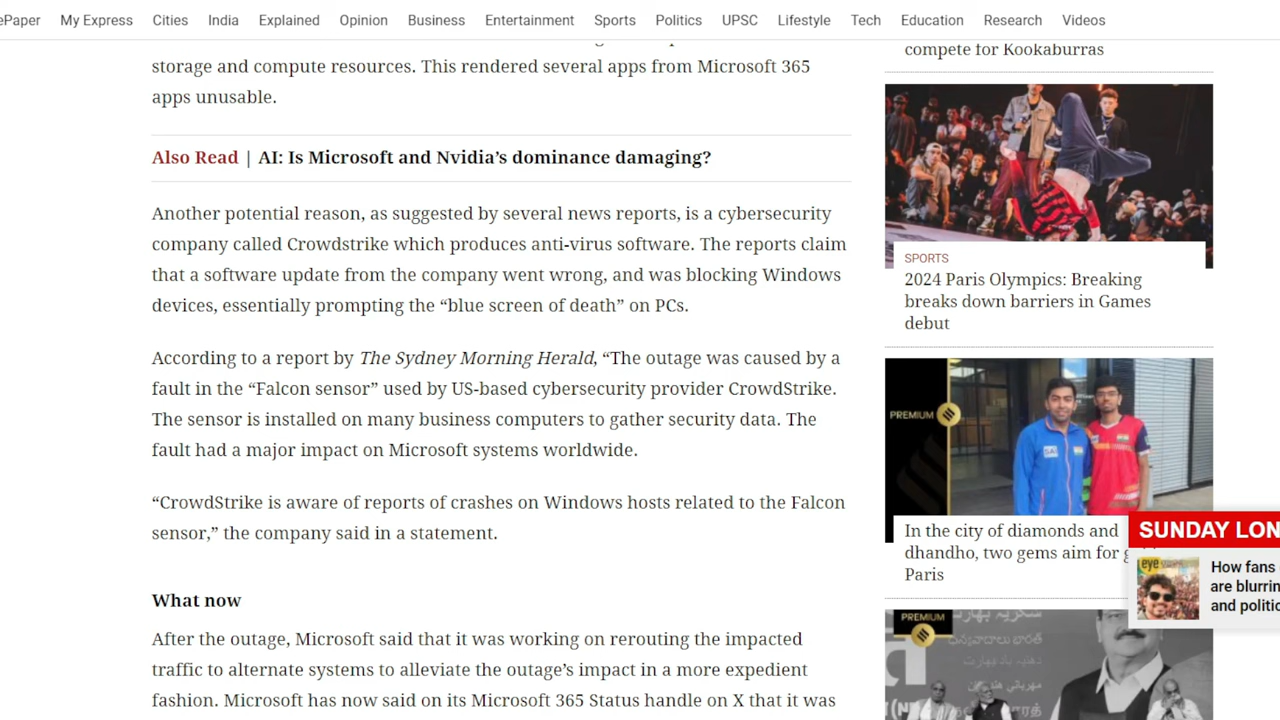 ePaper My Express Cities India Explained Opinion Business Entertainment Sports Politics UPSC Lifestyle Tech Education Research Videos
storage and compute resources. This rendered several apps from Microsoft 365
apps unusable.
Also Read | AI: Is Microsoft and Nvidia’s dominance damaging?
Another potential reason, as suggested by several news reports, is a cybersecurity
company called Crowdstrike which produces anti-virus software. The reports claim
that a software update from the company went wrong, and was blocking Windows
devices, essentially prompting the “blue screen of death” on PCs.
According to a report by The Sydney Morning Herald, “The outage was caused by a
fault in the “Falcon sensor” used by US-based cybersecurity provider CrowdStrike.
The sensor is installed on many business computers to gather security data. The
fault had a major impact on Microsoft systems worldwide.
“CrowdStrike is aware of reports of crashes on Windows hosts related to the Falcon
sensor,” the company said in a statement.
What now
After the outage, Microsoft said that it was working on rerouting the impacted
traffic to alternate systems to alleviate the outage’s impact in a more expedient
fashion. Microsoft has now said on its Microsoft 365 Status handle on X that it was
compete for Kookaburras
SPORTS
2024 Paris Olympics: Breaking
breaks down barriers in Games
debut
PREMIUM
In the city of diamonds and
dhandho, two gems aim for
Paris
SUNDAY LON
eye
How fans
are blurrin
and politic
PREMIUM